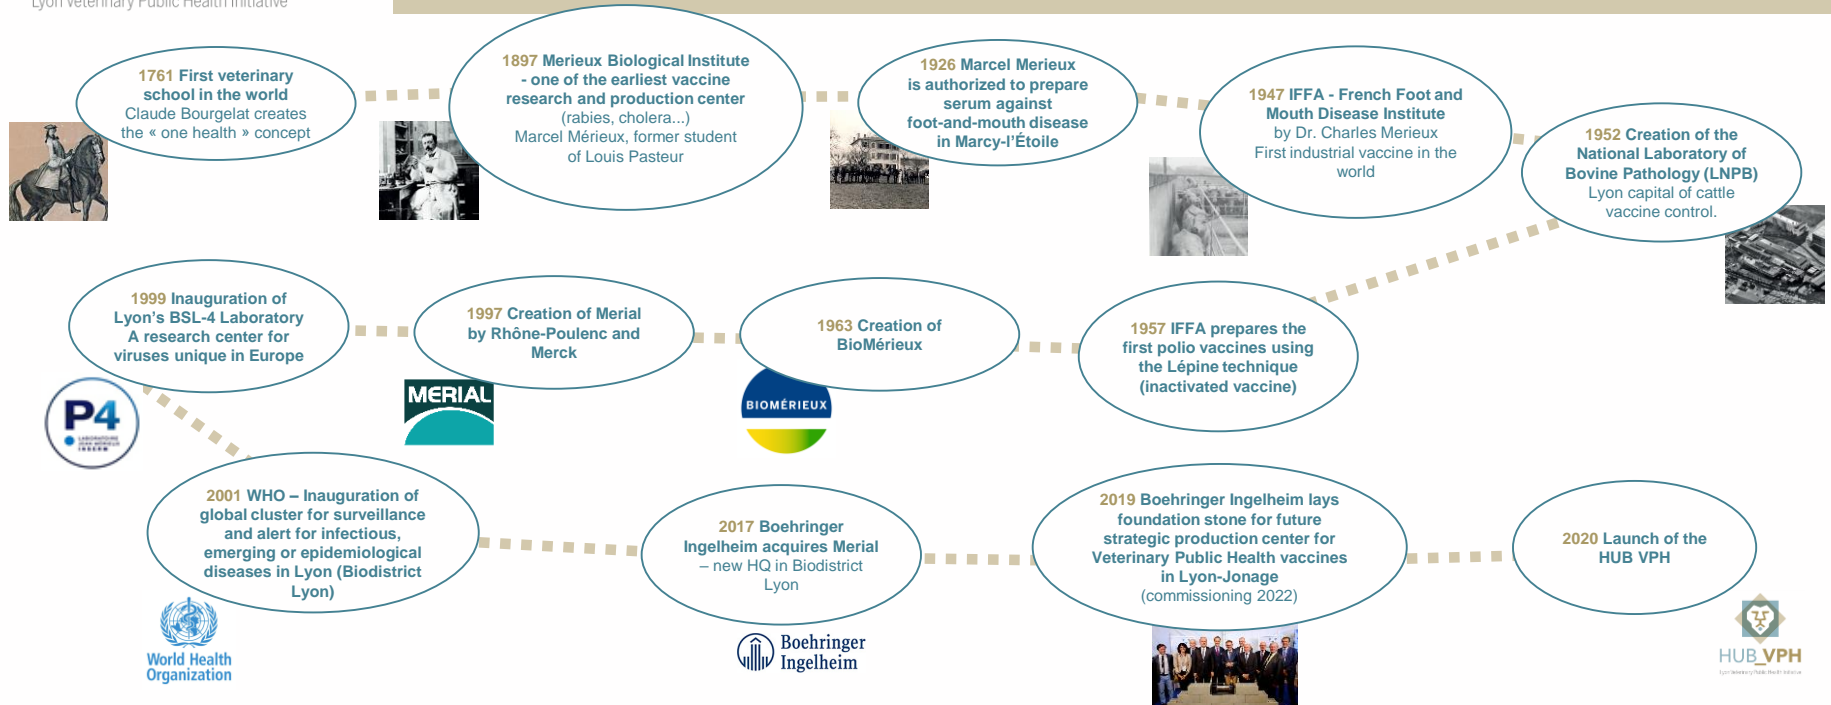 Lyon Veterinary Public Health Initiative
1761 First veterinary
school in the world
Claude Bourgelat creates
the « one health » concept
1897 Merieux Biological Institute
- one of the earliest vaccine
research and production center
(rabies, cholera...)
Marcel Mérieux, former student
of Louis Pasteur
1926 Marcel Merieux
is authorized to prepare
serum against
foot-and-mouth disease
in Marcy-l'Étoile
1947 IFFA - French Foot and
Mouth Disease Institute
by Dr. Charles Merieux
First industrial vaccine in the
world
1952 Creation of the
National Laboratory of
Bovine Pathology (LNPB)
Lyon capital of cattle
vaccine control.
1957 IFFA prepares the
first polio vaccines using
the Lépine technique
(inactivated vaccine)
1963 Creation of
BioMérieux
BIOMÉRIEUX
1997 Creation of Merial
by Rhône-Poulenc and
Merck
MERIAL
1999 Inauguration of
Lyon's BSL-4 Laboratory
A research center for
viruses unique in Europe
P4
LABORATOIRE
JEAN MÉRIEUX
INSERM
2001 WHO – Inauguration of
global cluster for surveillance
and alert for infectious,
emerging or epidemiological
diseases in Lyon (Biodistrict
Lyon)
World Health
Organization
2017 Boehringer
Ingelheim acquires Merial
– new HQ in Biodistrict
Lyon
Boehringer
Ingelheim
2019 Boehringer Ingelheim lays
foundation stone for future
strategic production center for
Veterinary Public Health vaccines
in Lyon-Jonage
(commissioning 2022)
2020 Launch of the
HUB VPH
HUB_VPH
Lyon Veterinary Public Health Initiative